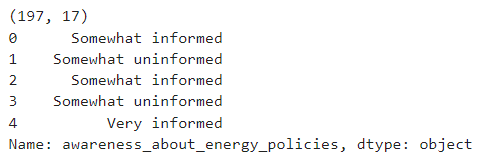 (197, 17)
0 Somewhat informed
1 Somewhat uninformed
2 Somewhat informed
3 Somewhat uninformed
4 Very informed
Name: awareness_about_energy_policies, dtype: object